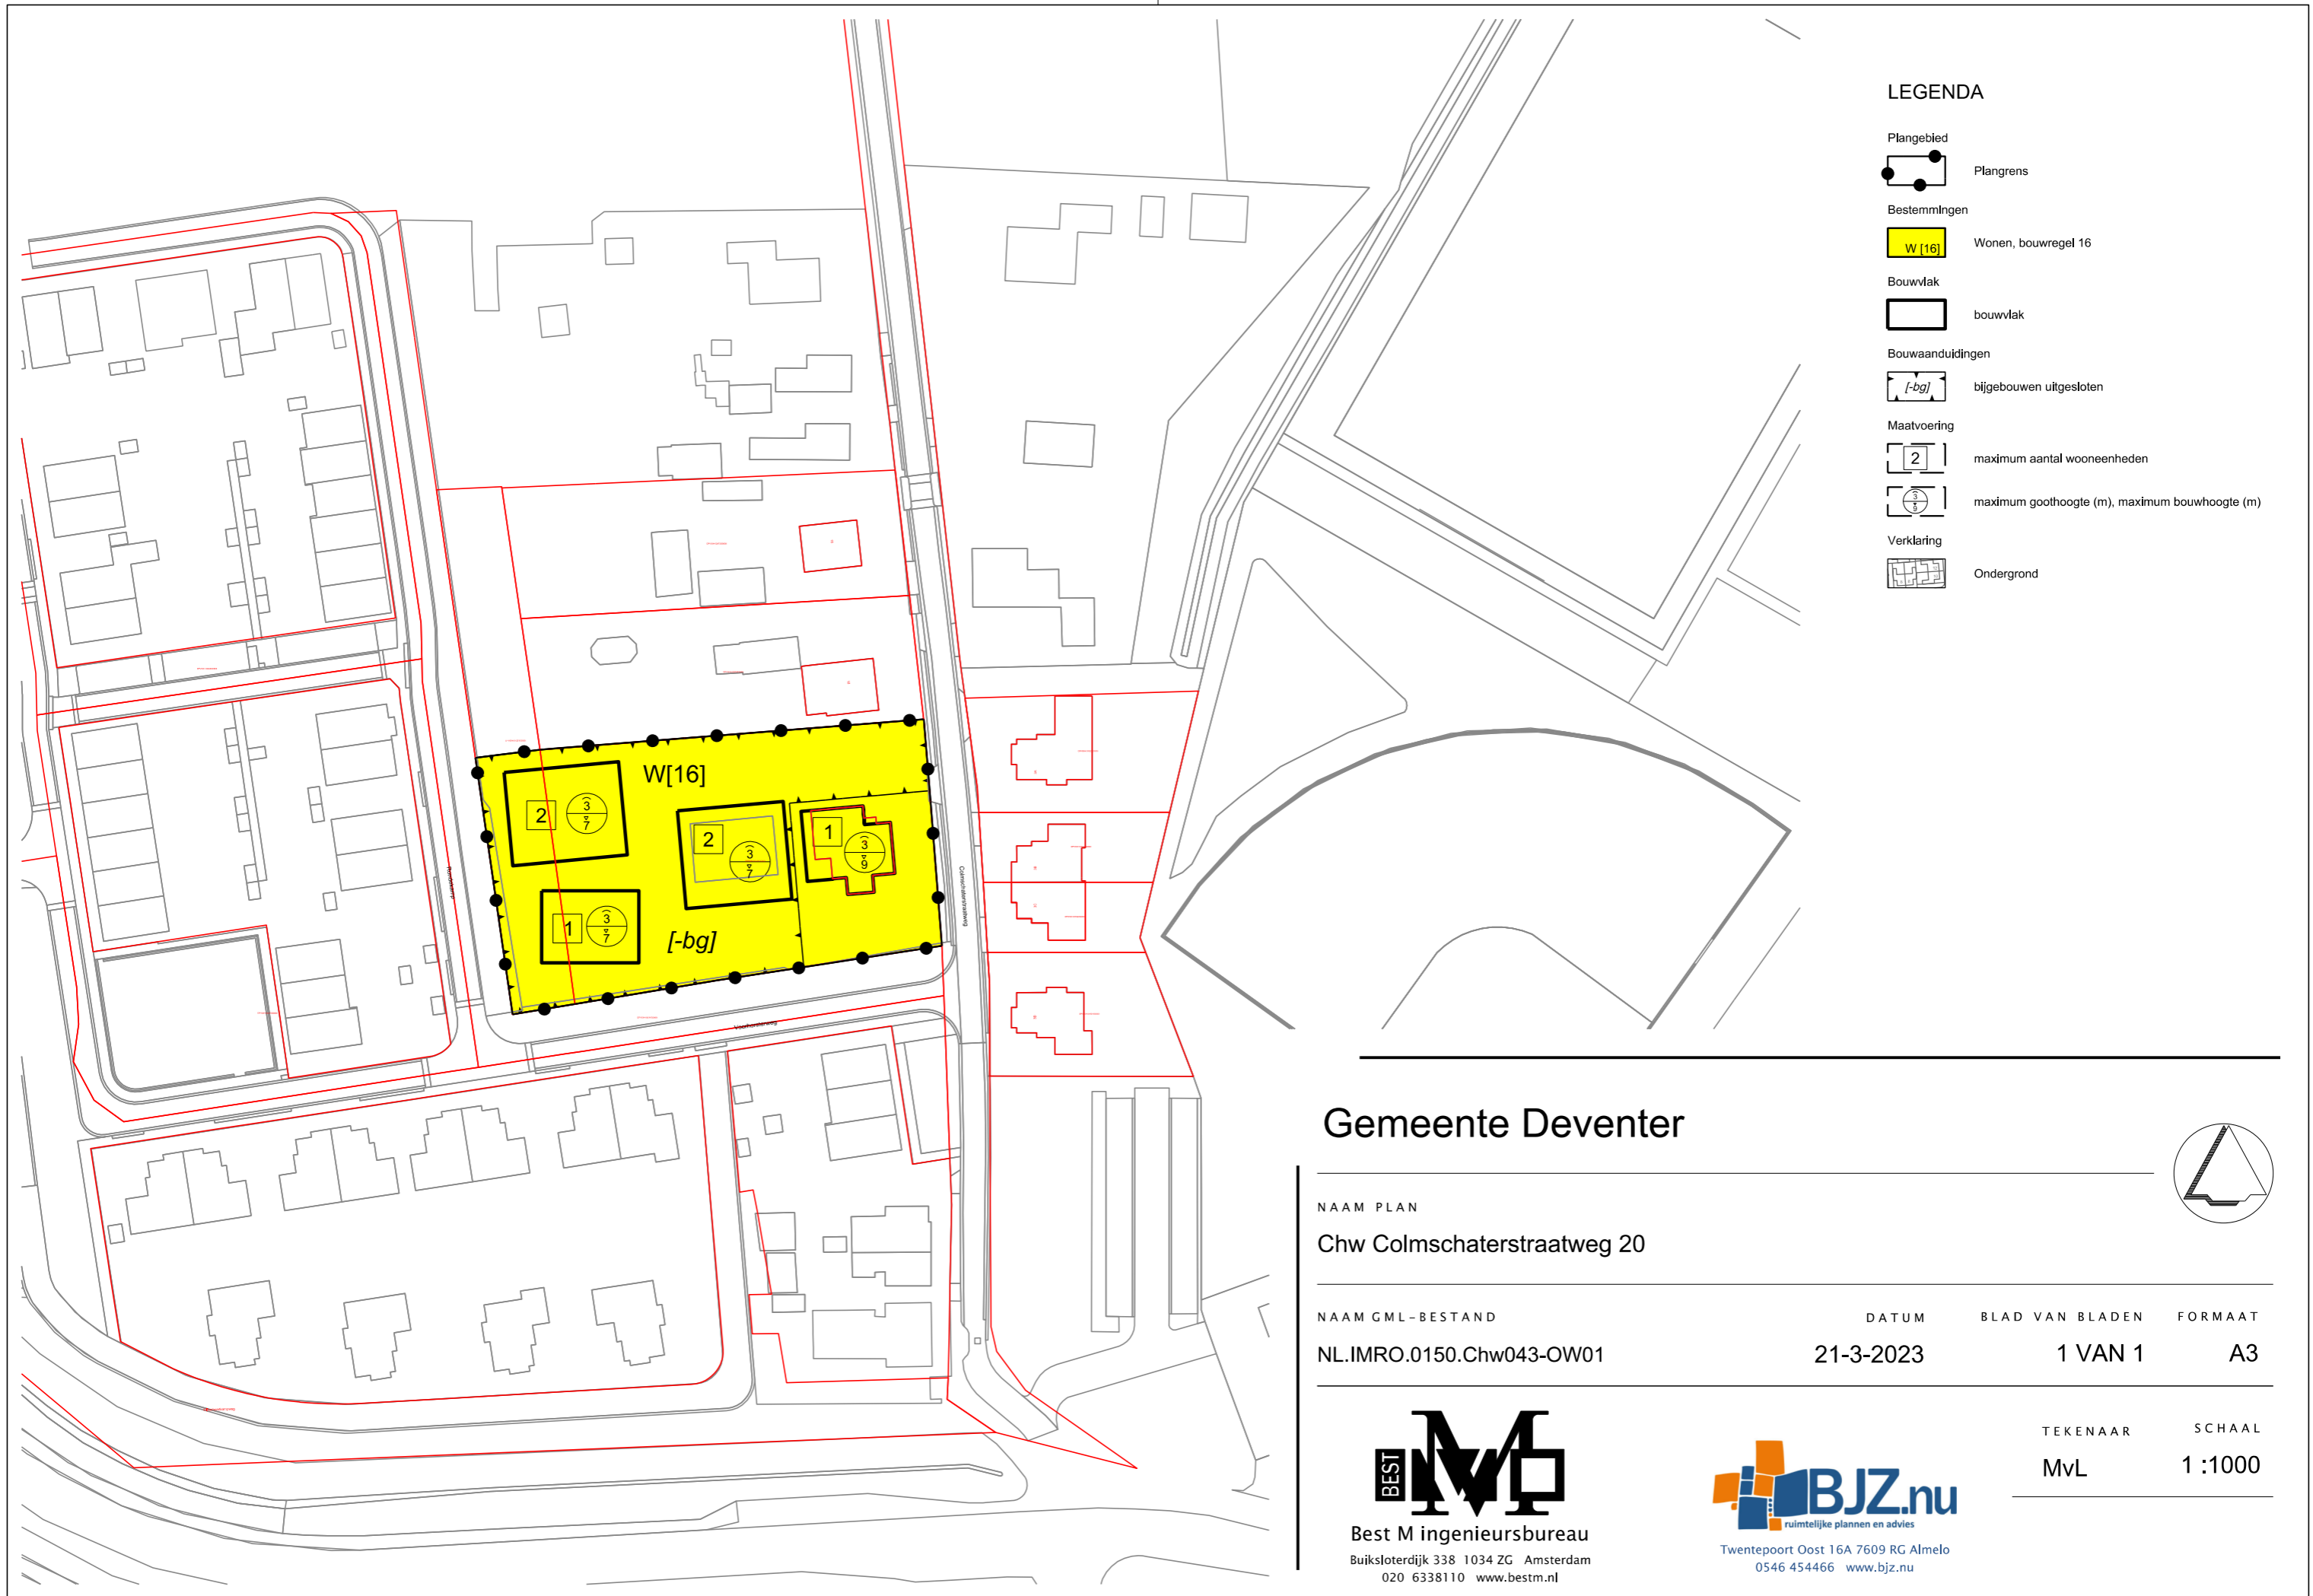 LEGENDA
Plangebied
Plangrens
Bestemmingen
W [16]
Wonen, bouwregel 16
Bouwvlak
bouwvlak
Bouwaanduidingen
[-bg]
bijgebouwen uitgesloten
Maatvoering
2
maximum aantal wooneenheden
3
9
maximum goothoogte (m), maximum bouwhoogte (m)
Verklaring
Ondergrond
W[16]
2
3
7
2
3
7
1
3
9
1
3
7
[-bg]
Colmschaterstraatweg
Voorhorsterweg
Gemeente Deventer
NAAM PLAN
Chw Colmschaterstraatweg 20
NAAM GML-BESTAND
DATUM
BLAD VAN BLADEN
FORMAAT
NL.IMRO.0150.Chw043-OW01
21-3-2023
1 VAN 1
A3
TEKENAAR
SCHAAL
MvL
1 :1000
BEST
M
Best M ingenieursbureau
Buiksloterdijk 338 1034 ZG Amsterdam
020 6338110 www.bestm.nl
BJZ.nu
ruimtelijke plannen en advies
Twentepoort Oost 16A 7609 RG Almelo
0546 454466 www.bjz.nu